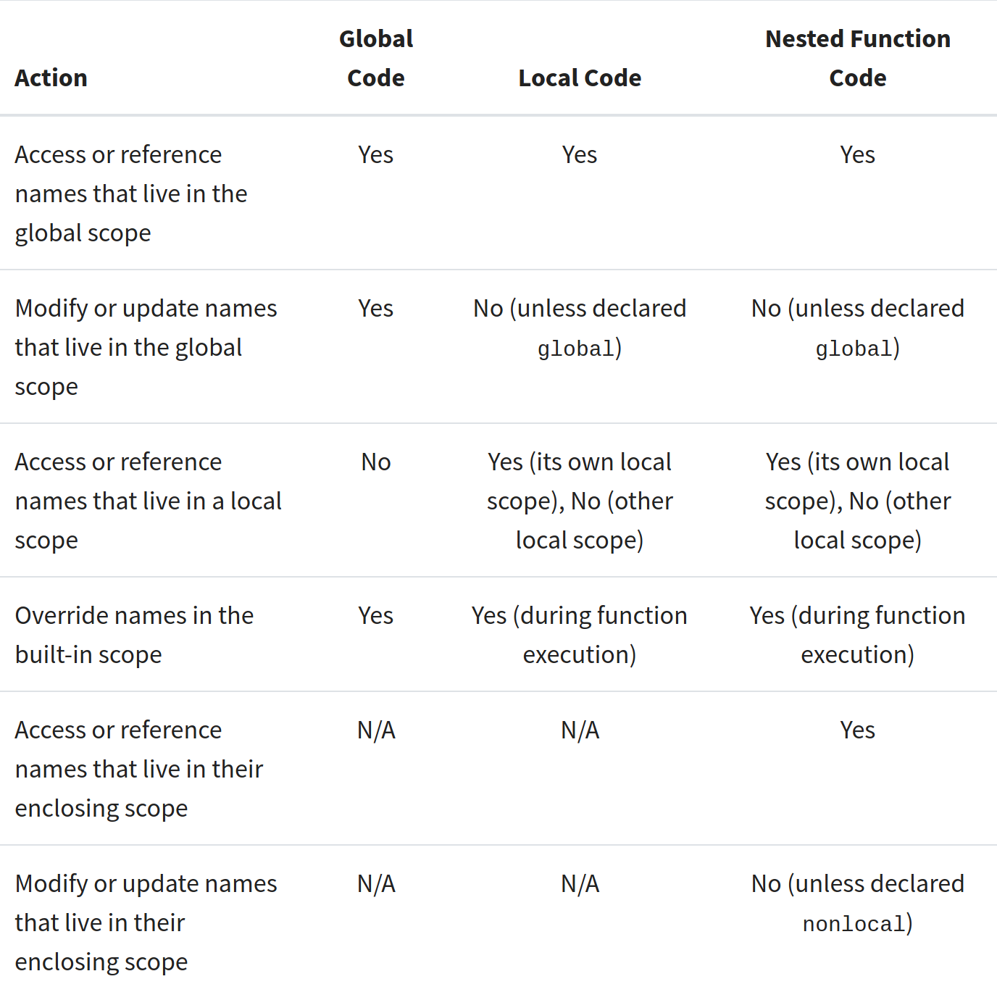 Action
Global
Code
Local Code
Nested Function
Code
Access or reference
names that live in the
global scope
Yes
Yes
Yes
Modify or update names
that live in the global
scope
Yes
No (unless declared
global)
No (unless declared
global)
Access or reference
names that live in a local
scope
No
Yes (its own local
scope), No (other
local scope)
Yes (its own local
scope), No (other
local scope)
Override names in the
built-in scope
Yes
Yes (during function
execution)
Yes (during function
execution)
Access or reference
names that live in their
enclosing scope
N/A
N/A
Yes
Modify or update names
that live in their
enclosing scope
N/A
N/A
No (unless declared
nonlocal)